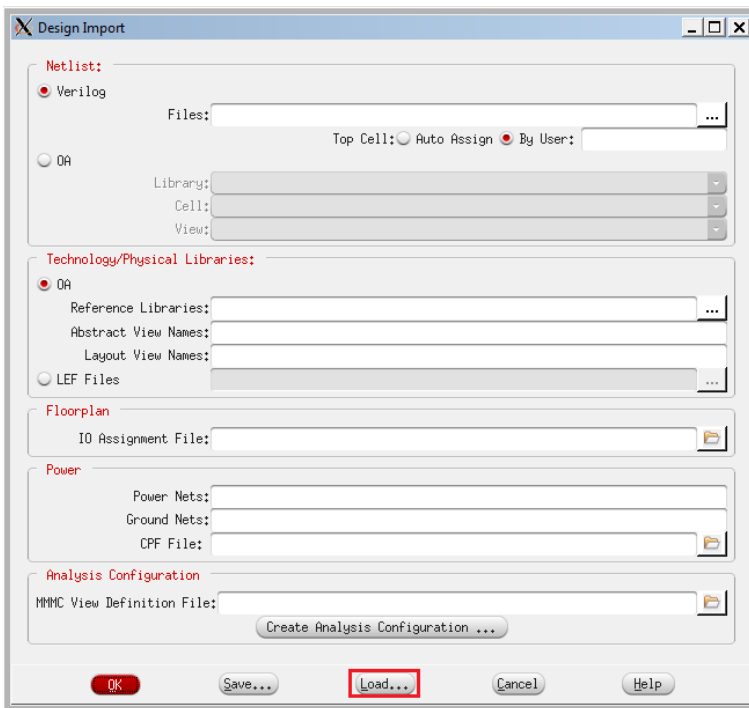 Design Import
Netlist:
Verilog
Files: ...
Top Cell: Auto Assign By User:
OA
Library:
Cell:
View:
Technology/Physical Libraries:
OA
Reference Libraries: ...
Abstract View Names:
Layout View Names:
LEF Files ...
Floorplan
IO Assignment File:
Power
Power Nets:
Ground Nets:
CPF File:
Analysis Configuration
MMMC View Definition File:
Create Analysis Configuration ...
OK Save... Load... Cancel Help